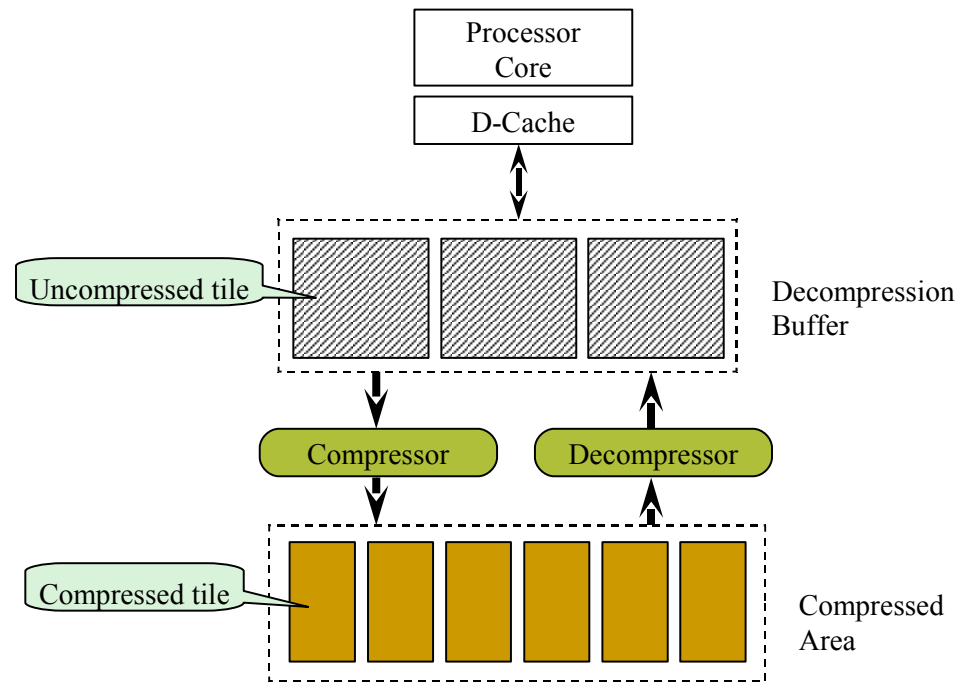 Processor
Core
D-Cache
Uncompressed tile
Decompression
Buffer
Compressor
Decompressor
Compressed tile
Compressed
Area